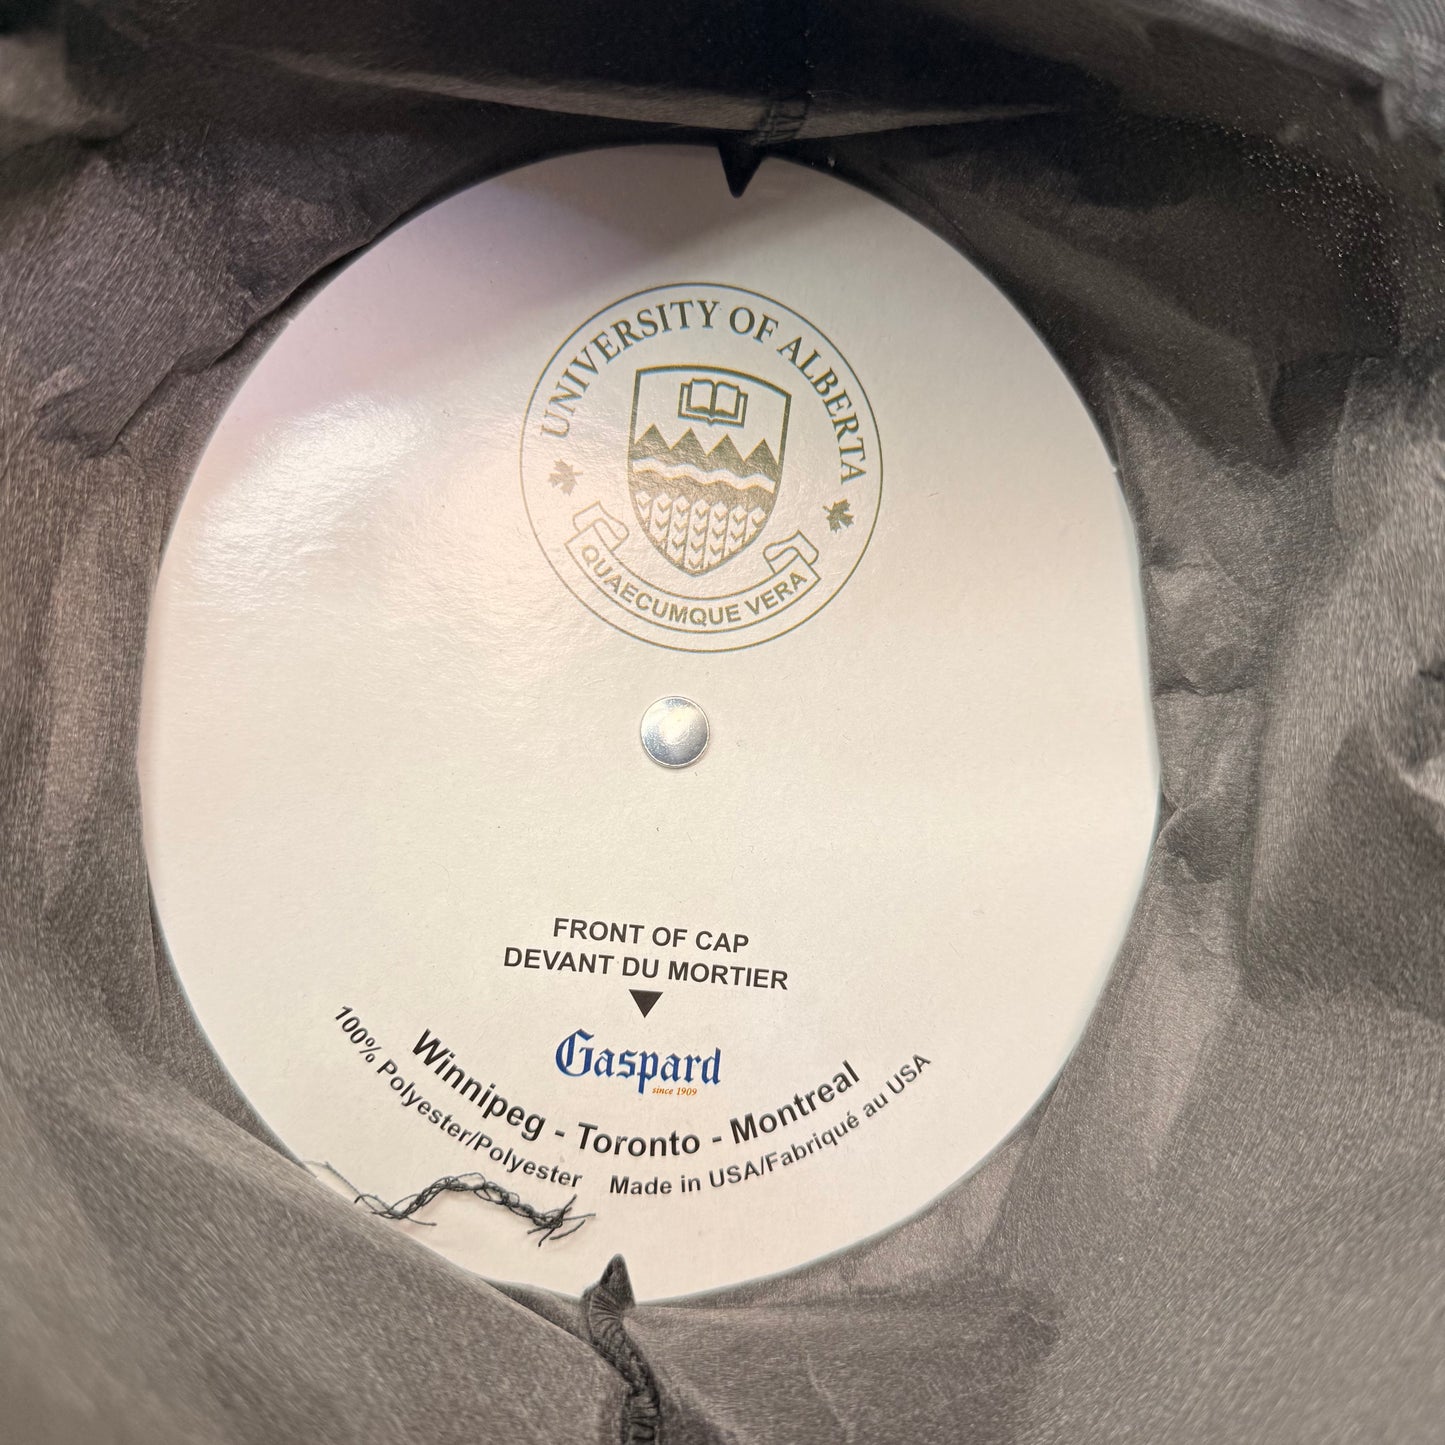 UNIVERSITY OF ALBERTA
QUAECUMQUE VERA
FRONT OF CAP
DEVANT DU MORTIER
Gaspard
since 1909
Winnipeg - Toronto - Montreal
100% Polyester/Polyester Made in USA/Fabriqué au USA